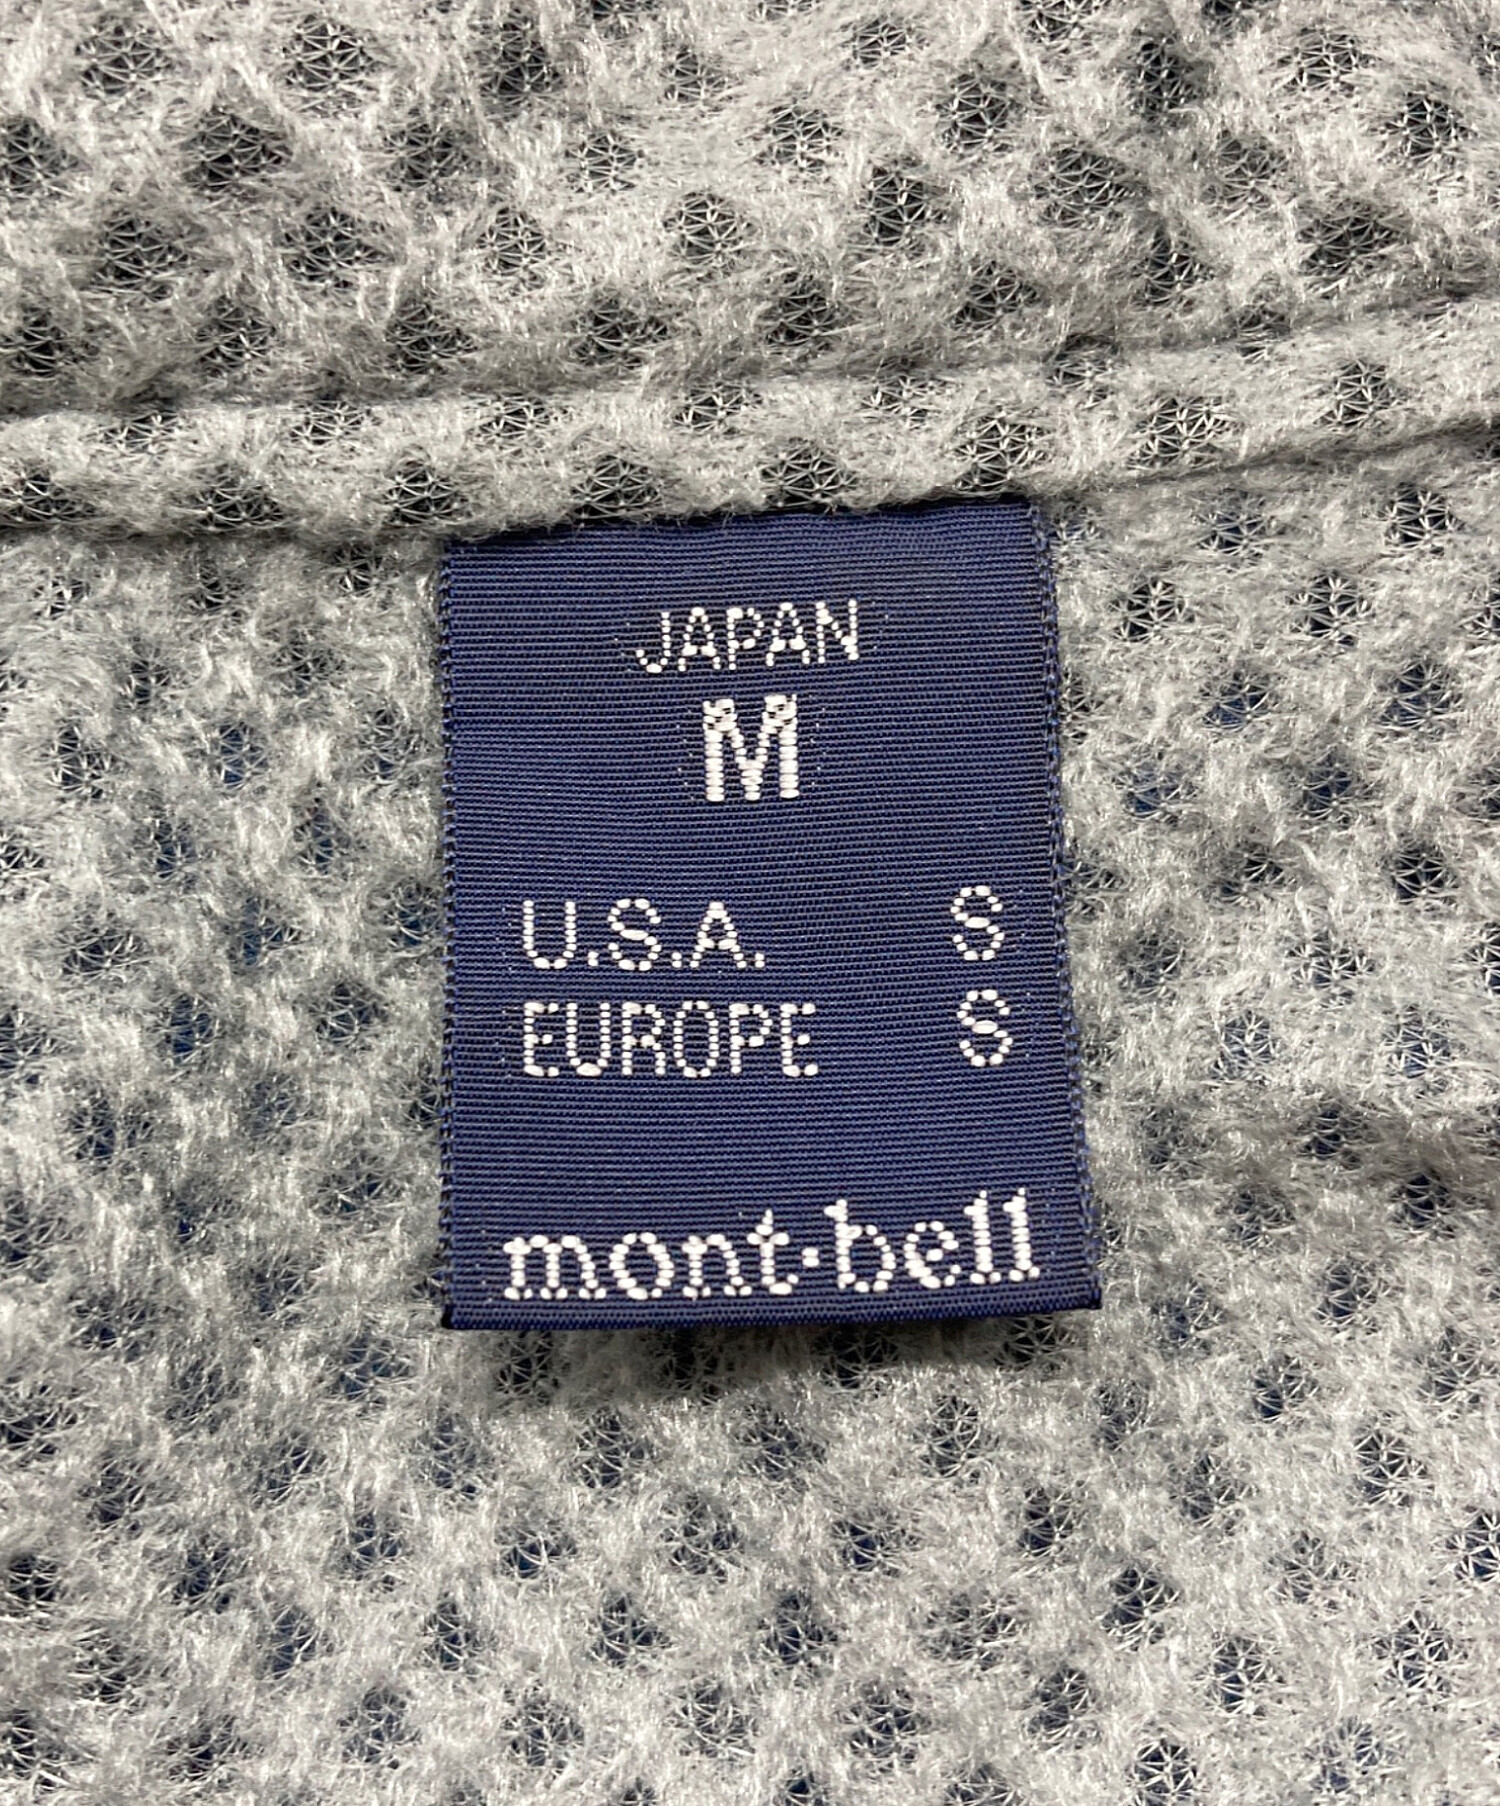 JAPAN
M
U.S.A. S
EUROPE S
mont·bell